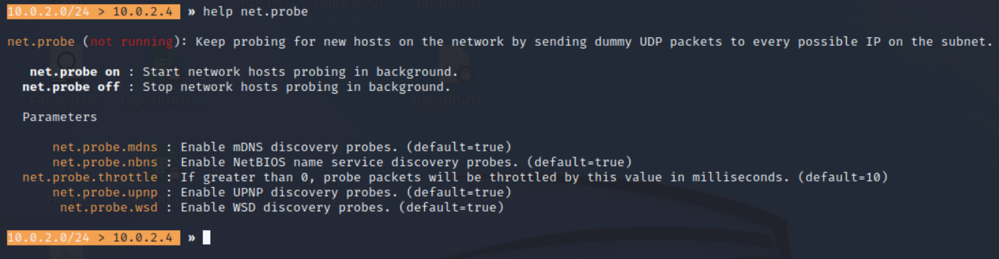 10.0.2.0/24 > 10.0.2.4 » help net.probe
net.probe (not running): Keep probing for new hosts on the network by sending dummy UDP packets to every possible IP on the subnet.
net.probe on : Start network hosts probing in background.
net.probe off : Stop network hosts probing in background.
File System Topcu10-01... Topcu10-01...
Parameters
net.probe.mdns : Enable mDNS discovery probes. (default=true)
net.probe.nbns : Enable NetBIOS name service discovery probes. (default=true)
net.probe.throttle : If greater than 0, probe packets will be throttled by this value in milliseconds. (default=10)
net.probe.upnp : Enable UPNP discovery probes. (default=true)
net.probe.wsd : Enable WSD discovery probes. (default=true)
10.0.2.0/24 > 10.0.2.4 »